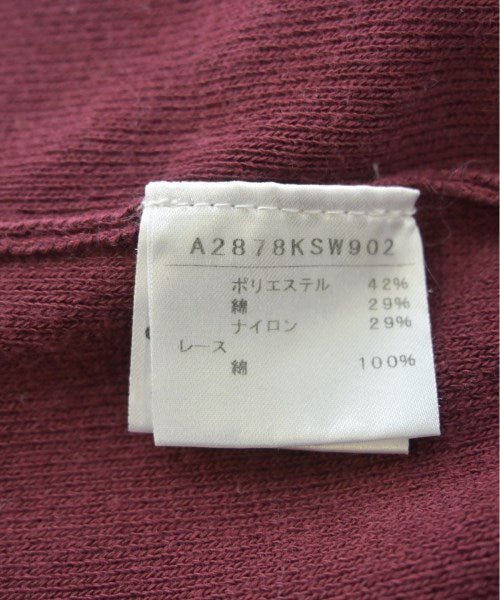 A2878KSW902
ポリエステル 42%
綿 29%
ナイロン 29%
レース
綿 100%